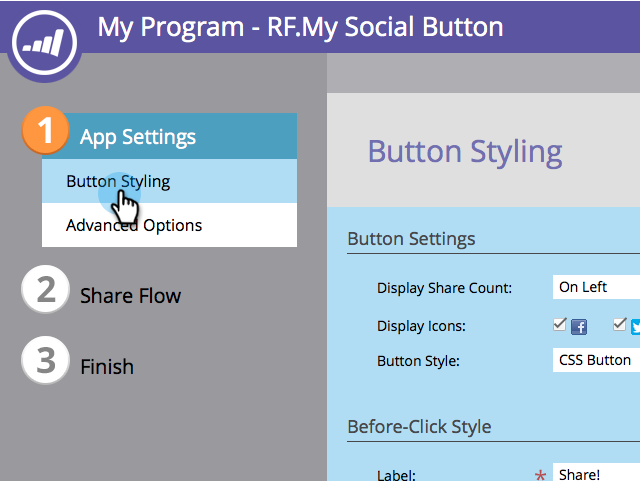 My Program - RF.My Social Button
1 App Settings
Button Styling
Advanced Options
2 Share Flow
3 Finish
Button Styling
Button Settings
Display Share Count: On Left
Display Icons: f
Button Style: CSS Button
Before-Click Style
Label: * Share!